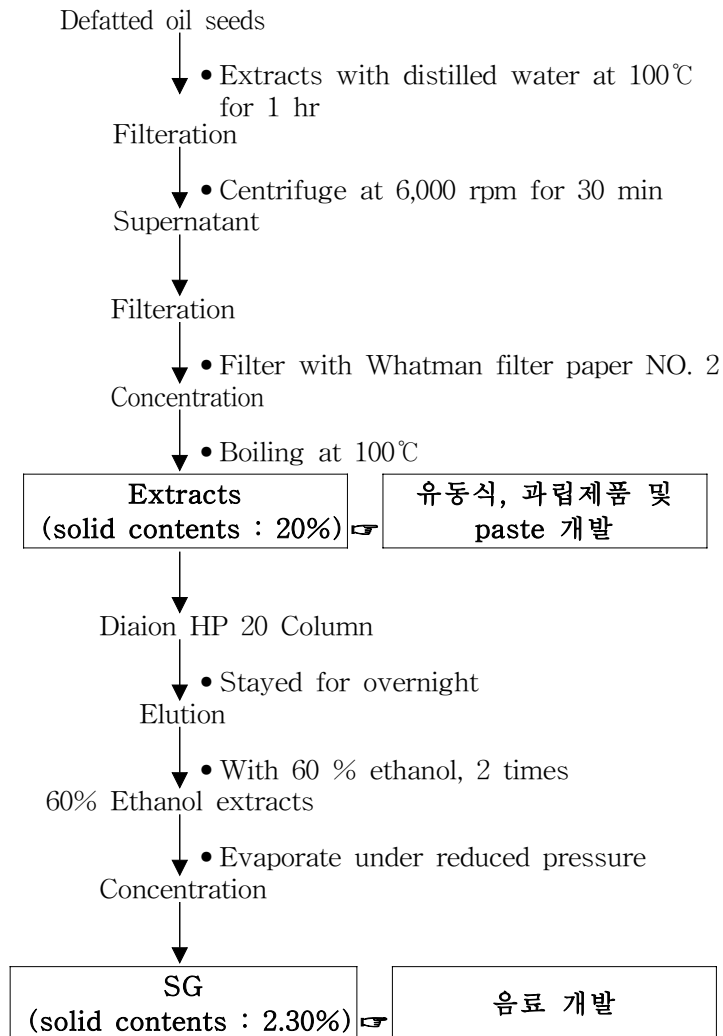 Defatted oil seeds
• Extracts with distilled water at 100℃
for 1 hr
Filteration
• Centrifuge at 6,000 rpm for 30 min
Supernatant
Filteration
• Filter with Whatman filter paper NO. 2
Concentration
• Boiling at 100℃
Extracts
(solid contents : 20%)
☞
유동식, 과립제품 및
paste 개발
Diaion HP 20 Column
• Stayed for overnight
Elution
• With 60 % ethanol, 2 times
60% Ethanol extracts
• Evaporate under reduced pressure
Concentration
SG
(solid contents : 2.30%)
☞
음료 개발